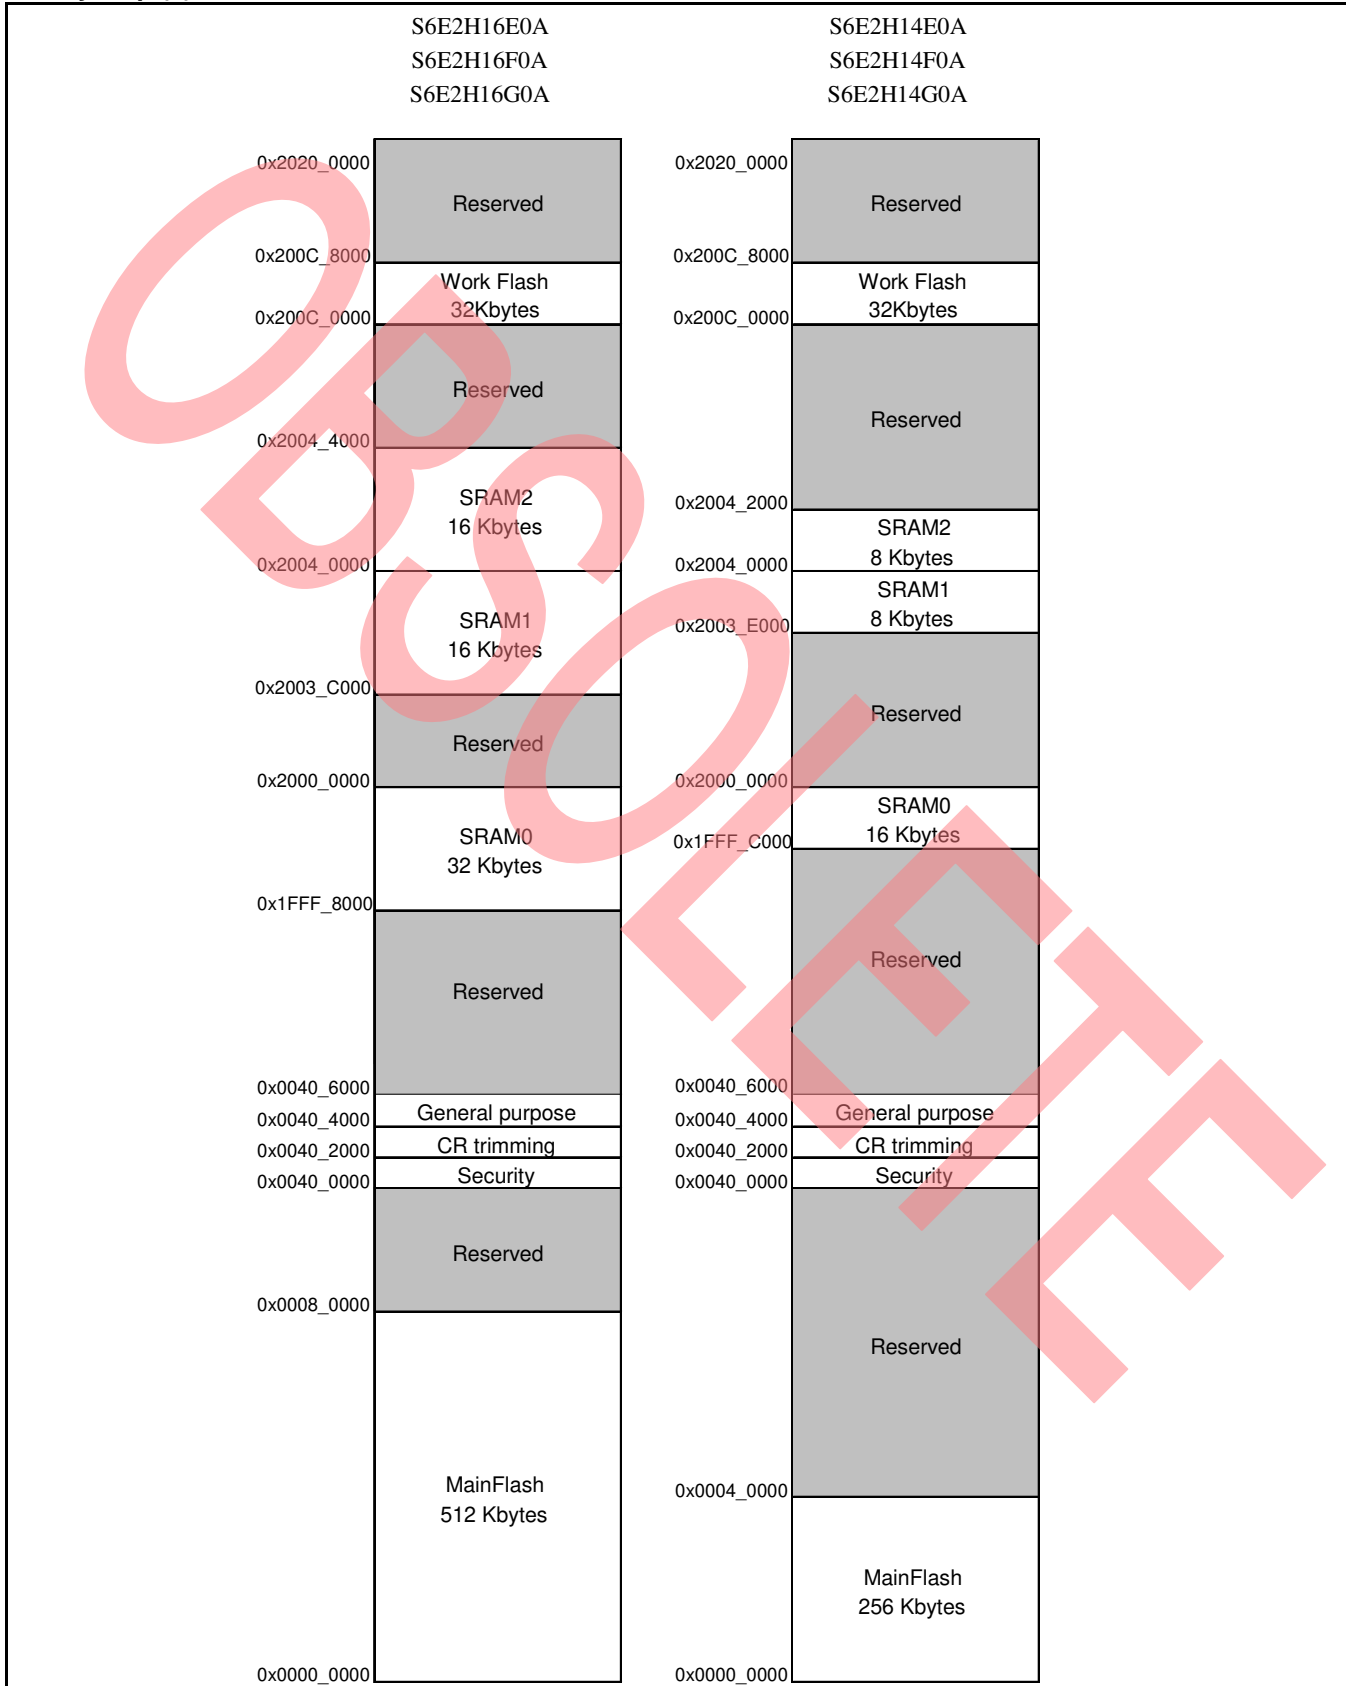 S6E2H16E0A
S6E2H16F0A
S6E2H16G0A
0x2020_0000
Reserved
0x200C_8000
Work Flash
32Kbytes
0x200C_0000
Reserved
0x2004_4000
SRAM2
16 Kbytes
0x2004_0000
SRAM1
16 Kbytes
0x2003_C000
Reserved
0x2000_0000
SRAM0
32 Kbytes
0x1FFF_8000
Reserved
0x0040_6000
General purpose
0x0040_4000
CR trimming
0x0040_2000
Security
0x0040_0000
Reserved
0x0008_0000
MainFlash
512 Kbytes
0x0000_0000
S6E2H14E0A
S6E2H14F0A
S6E2H14G0A
0x2020_0000
Reserved
0x200C_8000
Work Flash
32Kbytes
0x200C_0000
Reserved
0x2004_2000
SRAM2
8 Kbytes
0x2004_0000
SRAM1
8 Kbytes
0x2003_E000
Reserved
0x2000_0000
SRAM0
16 Kbytes
0x1FFF_C000
Reserved
0x0040_6000
General purpose
0x0040_4000
CR trimming
0x0040_2000
Security
0x0040_0000
Reserved
0x0004_0000
MainFlash
256 Kbytes
0x0000_0000
OBSOLETE